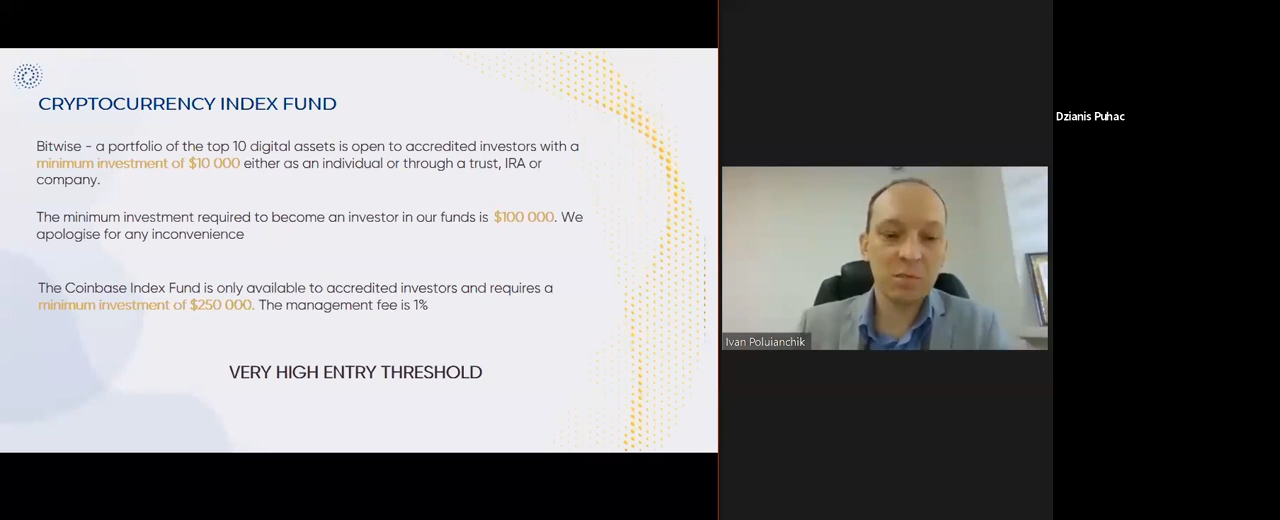 CRYPTOCURRENCY INDEX FUND
Bitwise - a portfolio of the top 10 digital assets is open to accredited investors with a
minimum investment of $10 000 either as an individual or through a trust, IRA or
company.
The minimum investment required to become an investor in our funds is $100 000. We
apologise for any inconvenience
The Coinbase Index Fund is only available to accredited investors and requires a
minimum investment of $250 000. The management fee is 1%
VERY HIGH ENTRY THRESHOLD
Ivan Poluianchik
Dzianis Puhac